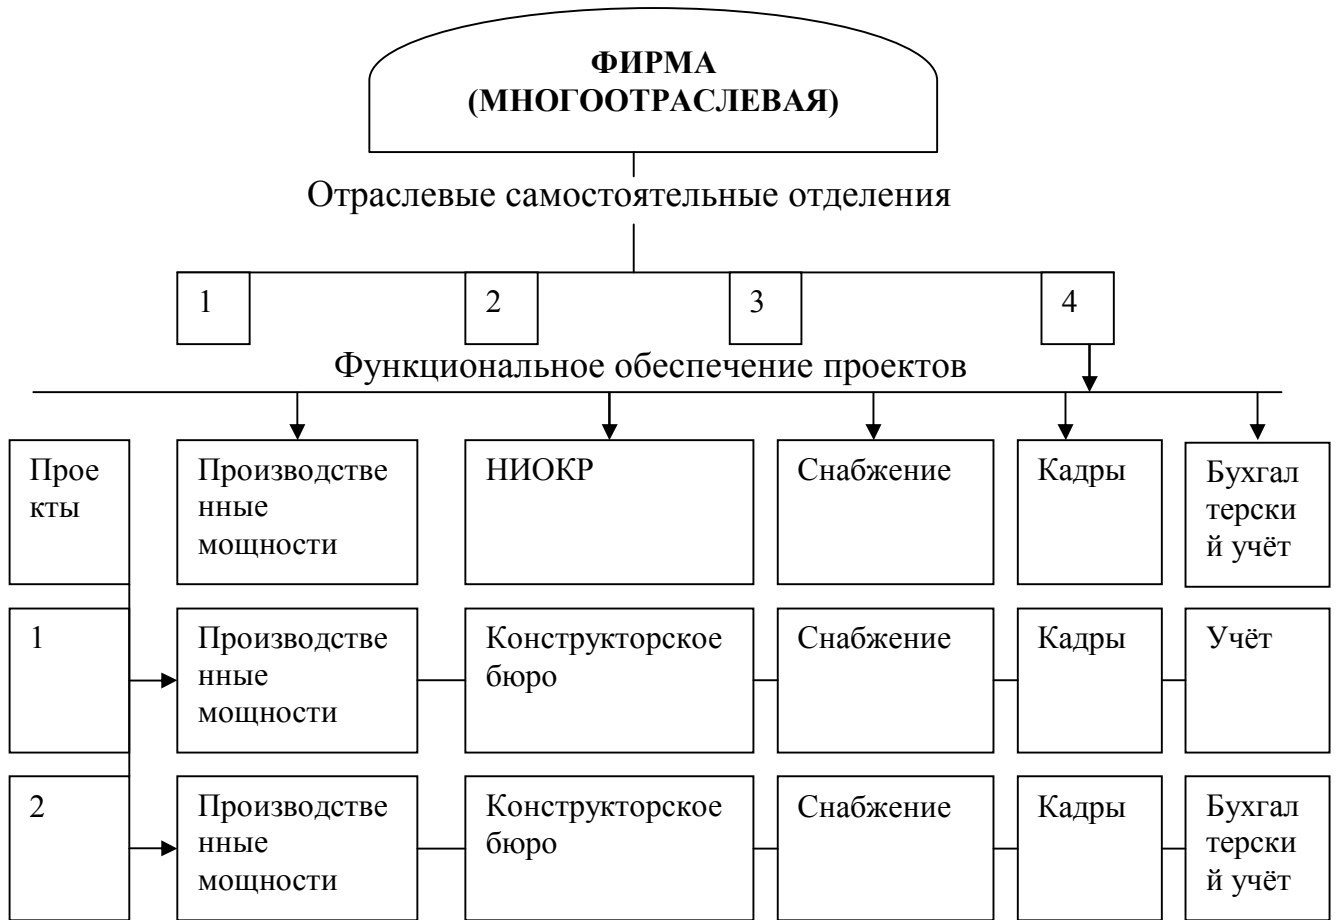 ФИРМА
(МНОГООТРАСЛЕВАЯ)
Отраслевые самостоятельные отделения
1
2
3
4
Функциональное обеспечение проектов
Прое
кты
Производстве
нные
мощности
НИОКР
Снабжение
Кадры
Бухгал
терски
й учёт
1
Производстве
нные
мощности
Конструкторское
бюро
Снабжение
Кадры
Учёт
2
Производстве
нные
мощности
Конструкторское
бюро
Снабжение
Кадры
Бухгал
терски
й учёт